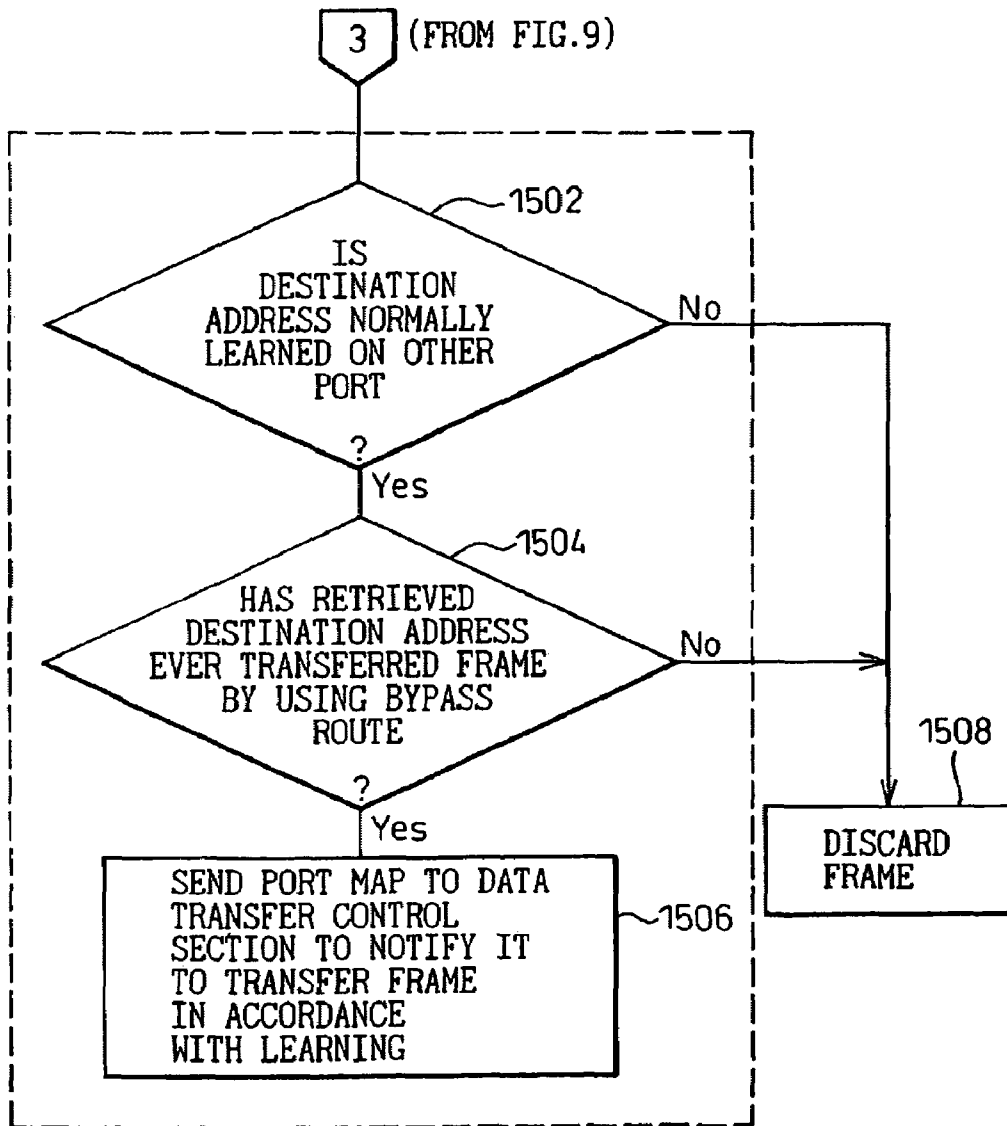 3 (FROM FIG.9)
1502
IS
DESTINATION
ADDRESS NORMALLY
LEARNED ON OTHER
PORT
?
No
Yes
1504
HAS RETRIEVED
DESTINATION ADDRESS
EVER TRANSFERRED FRAME
BY USING BYPASS
ROUTE
?
No
Yes
1508
DISCARD
FRAME
SEND PORT MAP TO DATA
TRANSFER CONTROL
SECTION TO NOTIFY IT
TO TRANSFER FRAME
IN ACCORDANCE
WITH LEARNING
1506